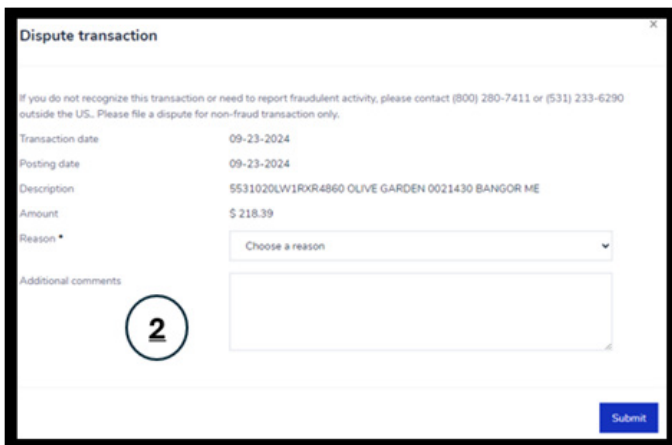 Dispute transaction
×
If you do not recognize this transaction or need to report fraudulent activity, please contact (800) 280-7411 or (531) 233-6290
outside the US.. Please file a dispute for non-fraud transaction only.
Transaction date 09-23-2024
Posting date 09-23-2024
Description 5531020LW1RXR4860 OLIVE GARDEN 0021430 BANGOR ME
Amount $ 218.39
Reason * Choose a reason
Additional comments
2
Submit